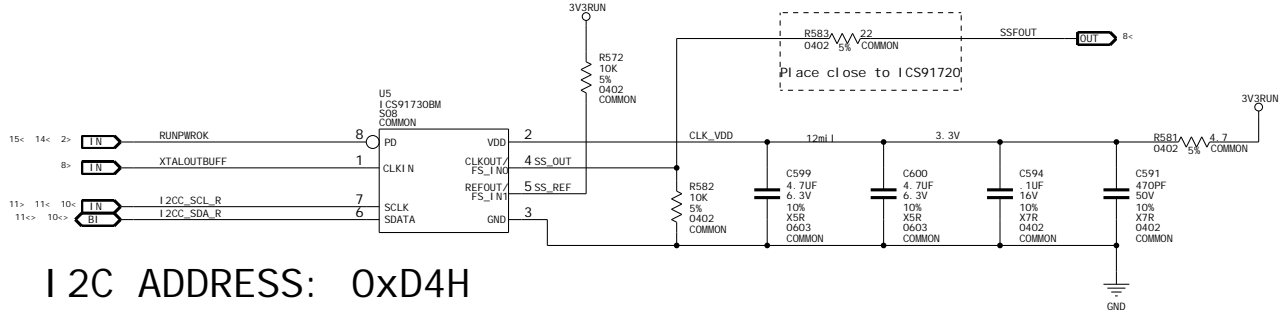 3V3RUN
R572
10K
5%
0402
COMMON
R583 22
0402 5% COMMON
SSFOUT
OUT 8<
Place close to ICS91720
U5
ICS91730BM
SO8
COMMON
15< 14< 2> IN RUNPWROK 8 PD
8> IN XTALOUTBUFF 1 CLKIN
11> 11< 10< IN I2CC_SCL_R 7 SCLK
11<> 10<> BI I2CC_SDA_R 6 SDATA
VDD 2 CLK_VDD 12mil 3.3V
CLKOUT/
FS_IN0 4 SS_OUT
REFOUT/
FS_IN1 5 SS_REF
GND 3
3V3RUN
R581 4.7
0402 5% COMMON
R582
10K
5%
0402
COMMON
C599
4.7UF
6.3V
10%
X5R
0603
COMMON
C600
4.7UF
6.3V
10%
X5R
0603
COMMON
C594
.1UF
16V
10%
X7R
0402
COMMON
C591
470PF
50V
10%
X7R
0402
COMMON
GND
I2C ADDRESS: 0xD4H